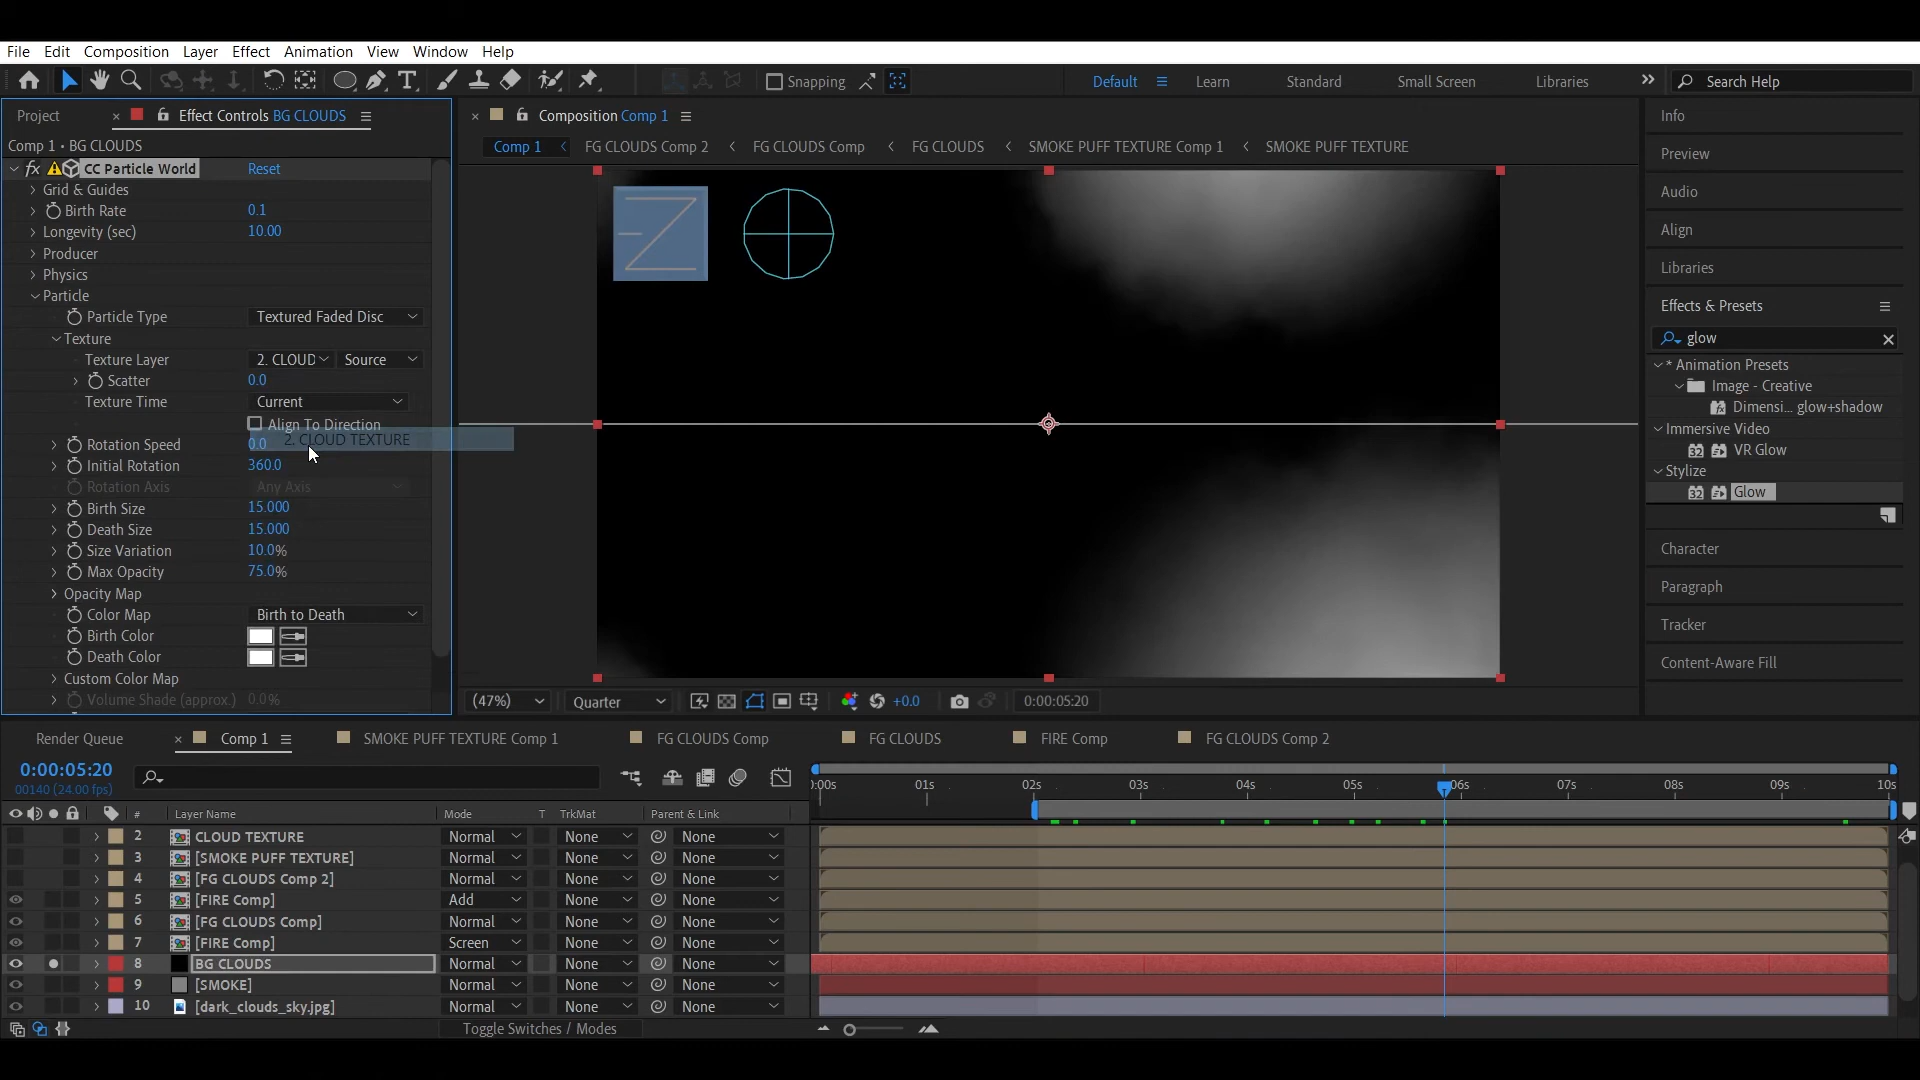 File Edit Composition Layer Effect Animation View Window Help
Snapping Default Learn Standard Small Screen Libraries Search Help
Project × Effect Controls BG CLOUDS
Comp 1 • BG CLOUDS
fx CC Particle World Reset
Grid & Guides
Birth Rate 0.1
Longevity (sec) 10.00
Producer
Physics
Particle
Particle Type Textured Faded Disc
Texture
Texture Layer 2. CLOUD Source
Scatter 0.0
Texture Time Current
Align To Direction
2. CLOUD TEXTURE
Rotation Speed 0.0
Initial Rotation 360.0
Rotation Axis Any Axis
Birth Size 15.000
Death Size 15.000
Size Variation 10.0%
Max Opacity 75.0%
Opacity Map
Color Map Birth to Death
Birth Color
Death Color
Custom Color Map
Volume Shade (approx.) 0.0%
× Composition Comp 1
Comp 1 FG CLOUDS Comp 2 FG CLOUDS Comp FG CLOUDS SMOKE PUFF TEXTURE Comp 1 SMOKE PUFF TEXTURE
(47%) Quarter +0.0 0:00:05:20
Info
Preview
Audio
Align
Libraries
Effects & Presets
glow
* Animation Presets
Image - Creative
Dimensi... glow+shadow
Immersive Video
32 VR Glow
Stylize
32 Glow
Character
Paragraph
Tracker
Content-Aware Fill
Render Queue × Comp 1 SMOKE PUFF TEXTURE Comp 1 FG CLOUDS Comp FG CLOUDS FIRE Comp FG CLOUDS Comp 2
0:00:05:20
00140 (24.00 fps)
:00s 01s 02s 03s 04s 05s 06s 07s 08s 09s 10s
# Layer Name Mode T TrkMat Parent & Link
2 CLOUD TEXTURE Normal None None
3 [SMOKE PUFF TEXTURE] Normal None None
4 [FG CLOUDS Comp 2] Normal None None
5 [FIRE Comp] Add None None
6 [FG CLOUDS Comp] Normal None None
7 [FIRE Comp] Screen None None
8 BG CLOUDS Normal None None
9 [SMOKE] Normal None None
10 [dark_clouds_sky.jpg] Normal None None
Toggle Switches / Modes